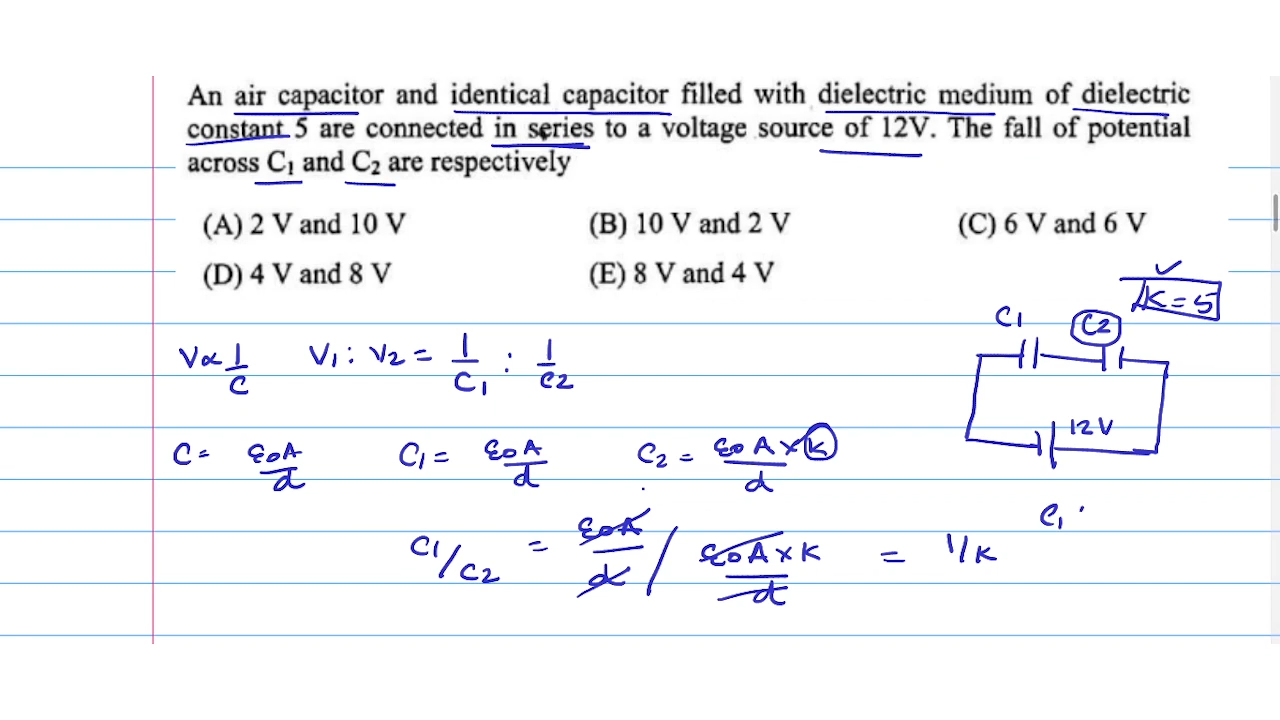 An air capacitor and identical capacitor filled with dielectric medium of dielectric
constant 5 are connected in series to a voltage source of 12V. The fall of potential
across C₁ and C₂ are respectively
(A) 2 V and 10 V (B) 10 V and 2 V (C) 6 V and 6 V
(D) 4 V and 8 V (E) 8 V and 4 V
✓
K = 5
C1 C2
V ∝ 1/C V1 : V2 = 1/C1 : 1/C2
12V
C = ε0A/d C1 = ε0A/d C2 = ε0A×K/d
C1 :
C1/C2 = ε0A/d / ε0A×K/d = 1/K